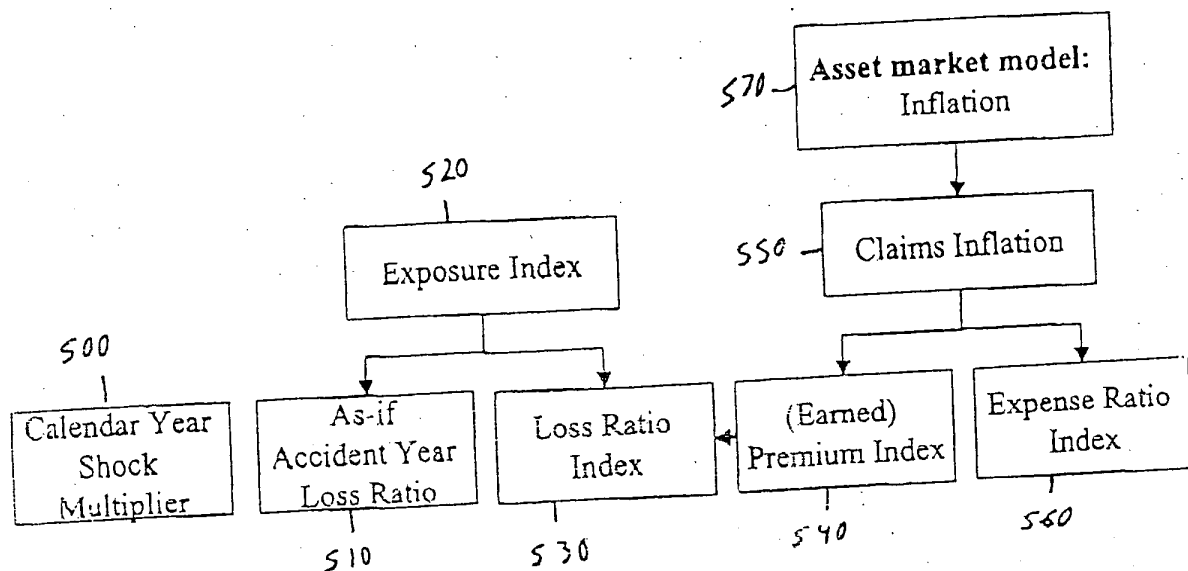 570
Asset market model:
Inflation
520
Exposure Index
550
Claims Inflation
500
Calendar Year
Shock
Multiplier
As-if
Accident Year
Loss Ratio
Loss Ratio
Index
(Earned)
Premium Index
Expense Ratio
Index
510
530
540
560